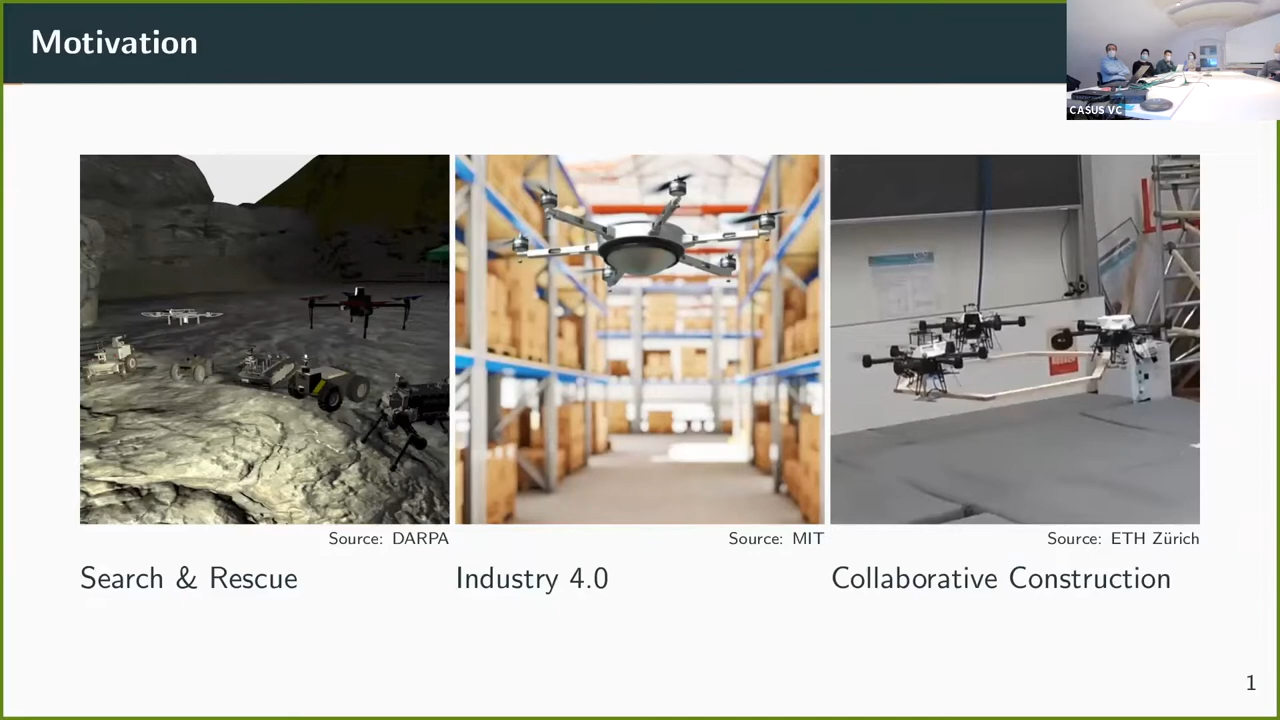 Motivation
CASUS VC
Source: DARPA
Source: MIT
Source: ETH Zürich
Search & Rescue
Industry 4.0
Collaborative Construction
1